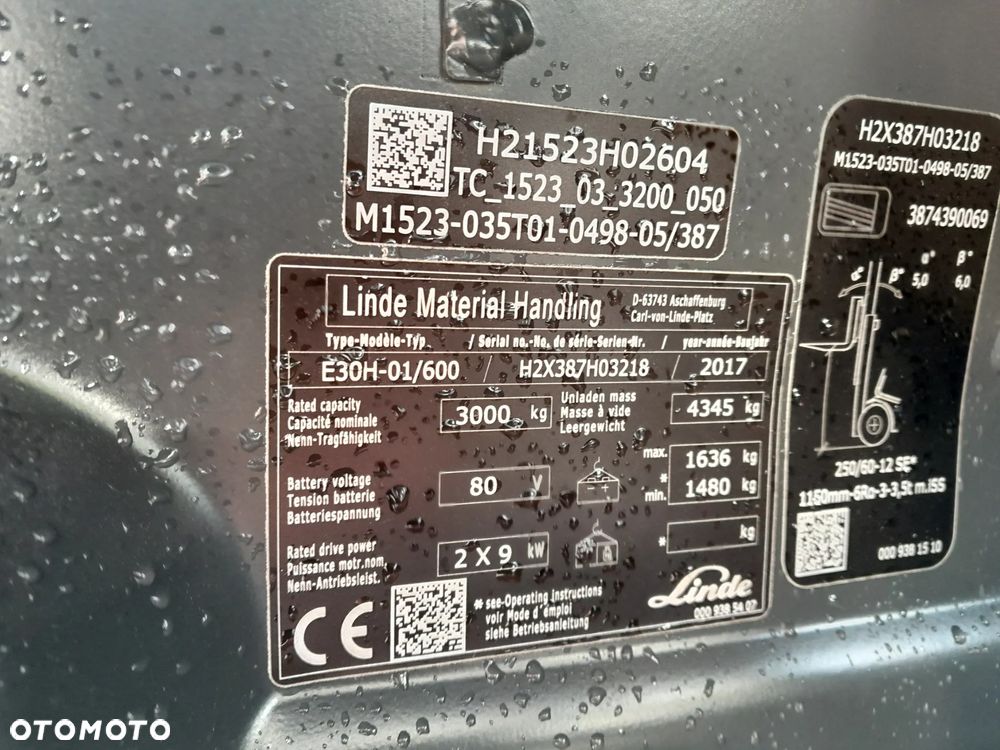 H21523H02604
TC_1523_03_3200_050
M1523-035T01-0498-05/387
Linde Material Handling
D-63743 Aschaffenburg
Carl-von-Linde-Platz
Type-Modèle-Typ / Serial no.-No. de série-Serien-Nr. / year-année-Baujahr
E30H-01/600 / H2X387H03218 / 2017
Rated capacity
Capacité nominale
Nenn-Tragfähigkeit
3000 kg
Unladen mass
Masse à vide
Leergewicht
4345 kg
Battery voltage
Tension batterie
Batteriespannung
80 V
- +
max. 1636 kg
*
min. 1480 kg
Rated drive power
Puissance motr.nom.
Nenn-Antriebsleist.
2 X 9 kW
* kg
CE
* see-Operating instructions
voir Mode d'émploi
siehe Betriebsanleitung
Linde
000 938 54 07
H2X387H03218
M1523-035T01-0498-05/387
3874390069
α° β°
5,0 6,0
α° β°
250/60-12 SE*
1150mm-6Ro-3-3,5t m.iSS
000 938 15 10
OTOMOTO